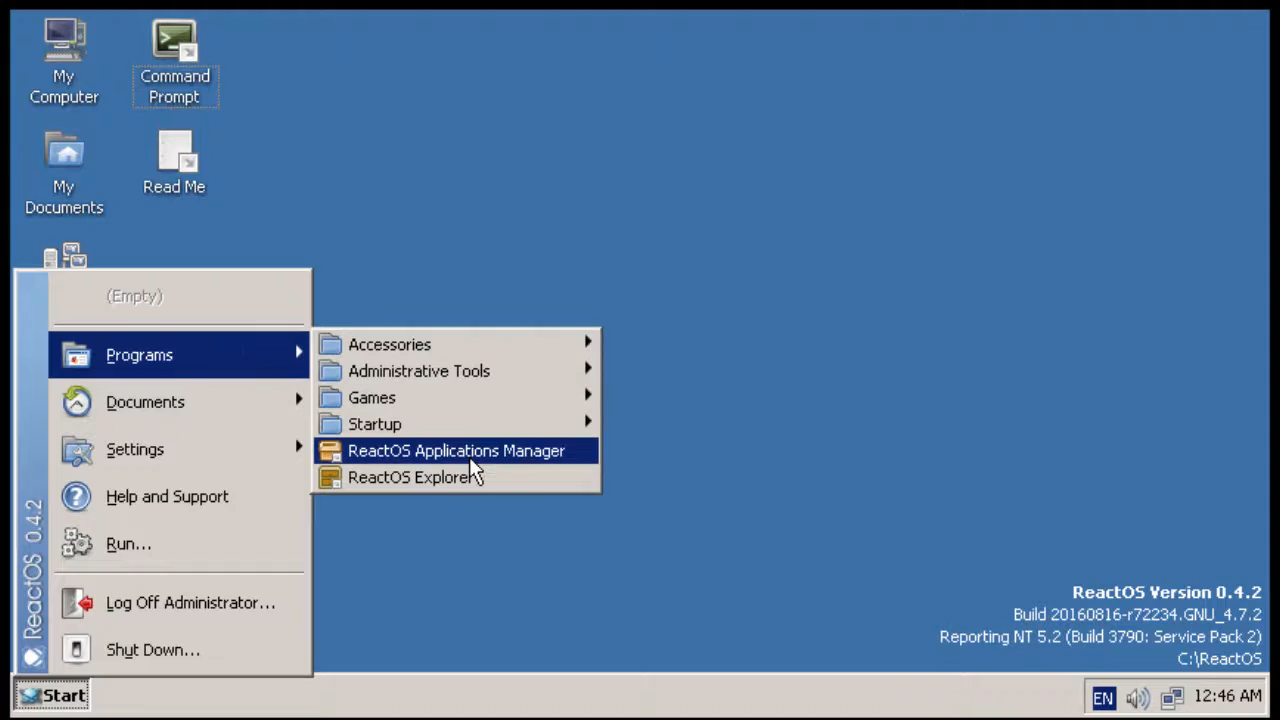 My
Computer
Command
Prompt
My
Documents
Read Me
(Empty)
Programs
Documents
Settings
Help and Support
Run...
Log Off Administrator...
Shut Down...
ReactOS 0.4.2
Accessories
Administrative Tools
Games
Startup
ReactOS Applications Manager
ReactOS Explorer
ReactOS Version 0.4.2
Build 20160816-r72234.GNU_4.7.2
Reporting NT 5.2 (Build 3790: Service Pack 2)
C:\ReactOS
Start
EN
12:46 AM